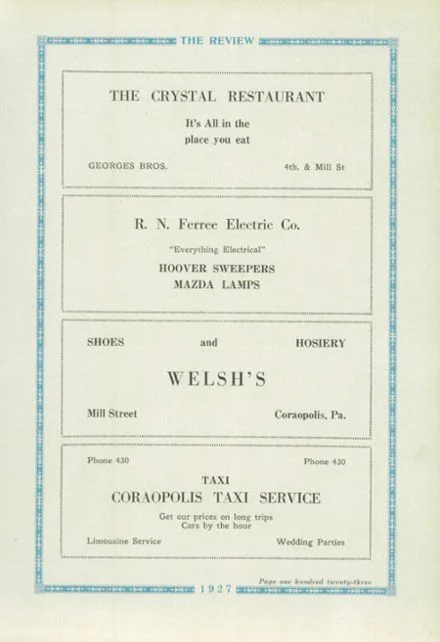 THE REVIEW
THE CRYSTAL RESTAURANT
It's All in the
place you eat
GEORGES BROS. 4th. & Mill St
R. N. Ferree Electric Co.
"Everything Electrical"
HOOVER SWEEPERS
MAZDA LAMPS
SHOES and HOSIERY
WELSH'S
Mill Street Coraopolis, Pa.
Phone 430 Phone 430
TAXI
CORAOPOLIS TAXI SERVICE
Get our prices on long trips
Cars by the hour
Limousine Service Wedding Parties
Page one hundred twenty-three
1927